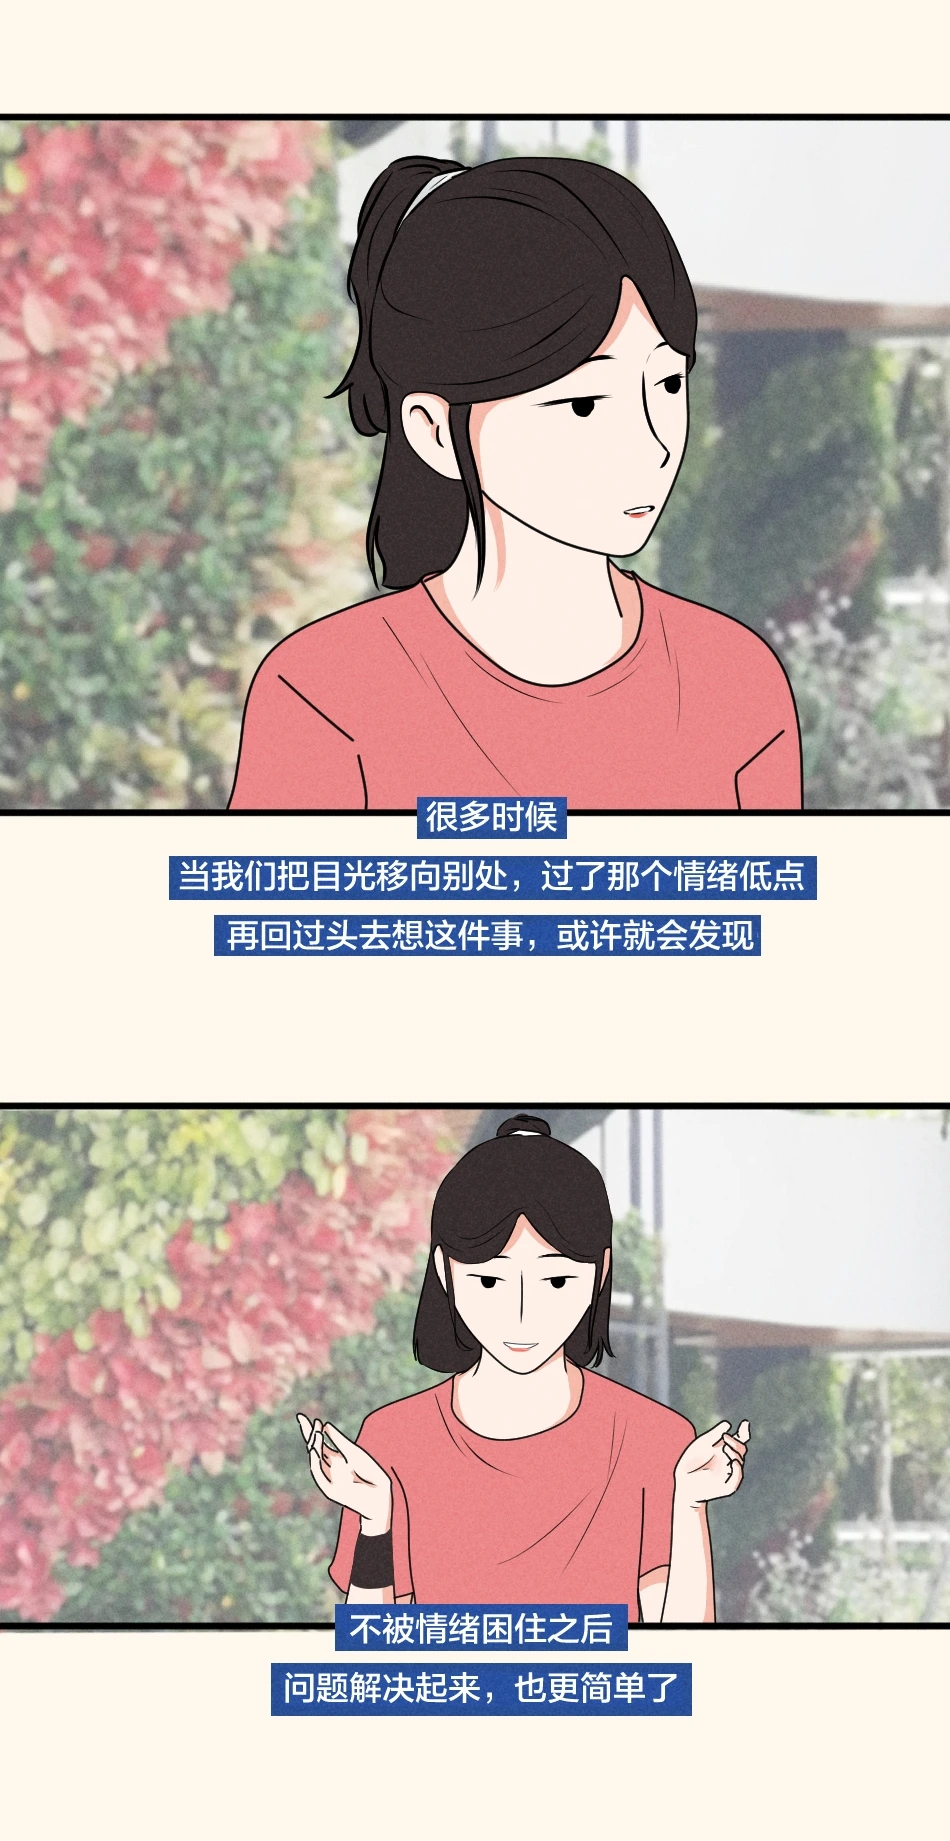 很多时候
当我们把目光移向别处，过了那个情绪低点
再回过头去想这件事，或许就会发现
不被情绪困住之后
问题解决起来，也更简单了